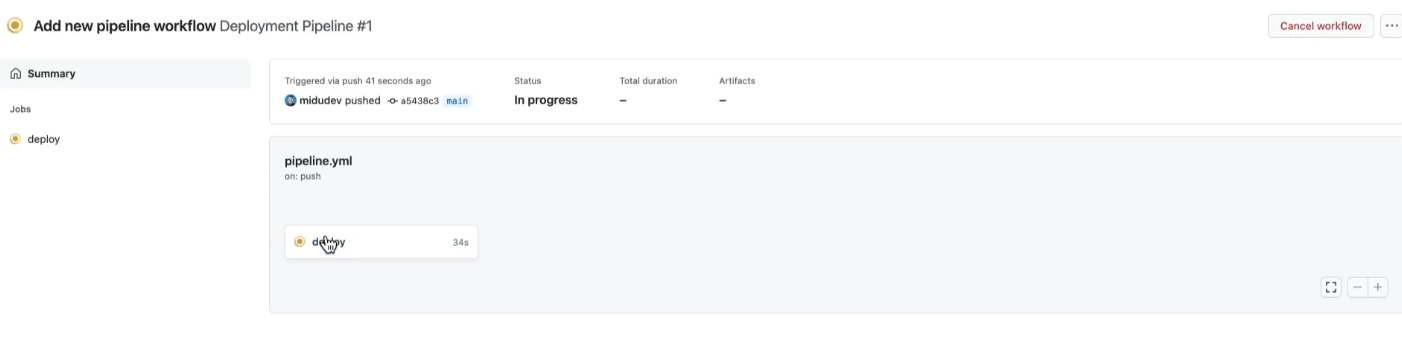 Add new pipeline workflow Deployment Pipeline #1
Cancel workflow
Summary
Triggered via push 41 seconds ago
Status
Total duration
Artifacts
midudev pushed a5438c3 main
In progress
–
–
Jobs
deploy
pipeline.yml
on: push
deploy
34s